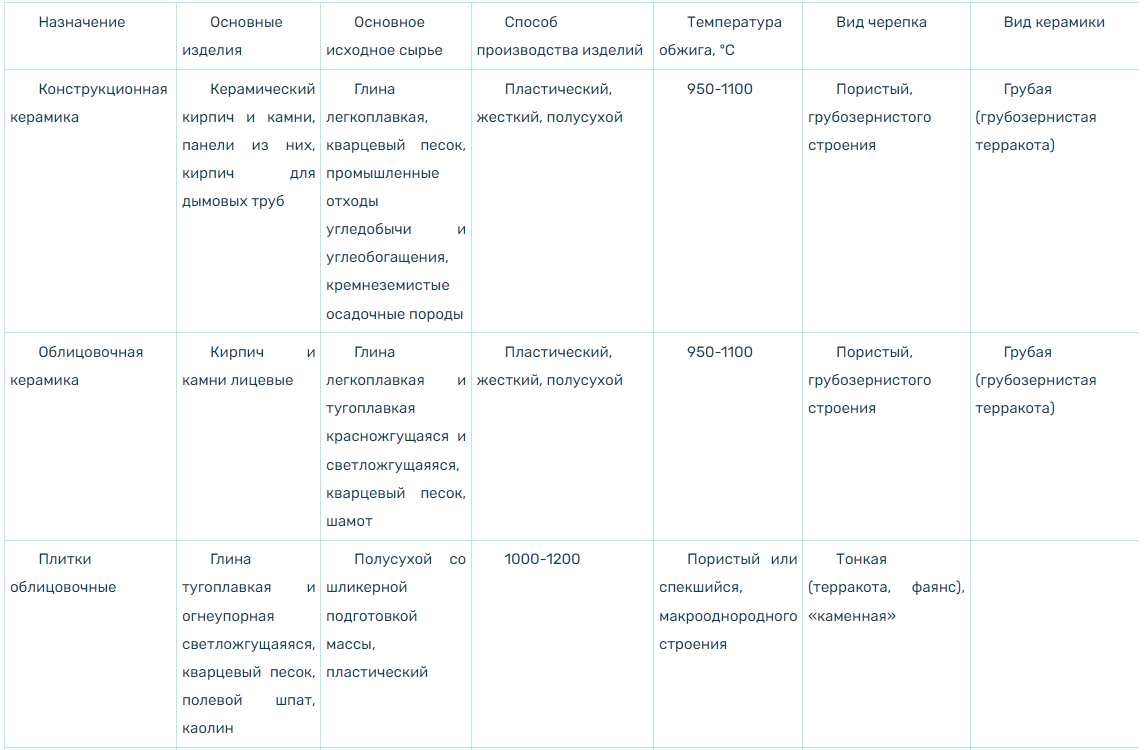 Назначение
Основные
изделия
Основное
исходное сырье
Способ
производства изделий
Температура
обжига, °С
Вид черепка
Вид керамики
Конструкционная
керамика
Керамический
кирпич и камни,
панели из них,
кирпич для
дымовых труб
Глина
легкоплавкая,
кварцевый песок,
промышленные
отходы
угледобычи и
углеобогащения,
кремнеземистые
осадочные породы
Пластический,
жесткий, полусухой
950-1100
Пористый,
грубозернистого
строения
Грубая
(грубозернистая
терракота)
Облицовочная
керамика
Кирпич и
камни лицевые
Глина
легкоплавкая и
тугоплавкая
красножгущаяся и
светложгущаяяся,
кварцевый песок,
шамот
Пластический,
жесткий, полусухой
950-1100
Пористый,
грубозернистого
строения
Грубая
(грубозернистая
терракота)
Плитки
облицовочные
Глина
тугоплавкая и
огнеупорная
светложгущаяяся,
кварцевый песок,
полевой шпат,
каолин
Полусухой со
шликерной
подготовкой
массы,
пластический
1000-1200
Пористый или
спекшийся,
макрооднородного
строения
Тонкая
(терракота, фаянс),
«каменная»